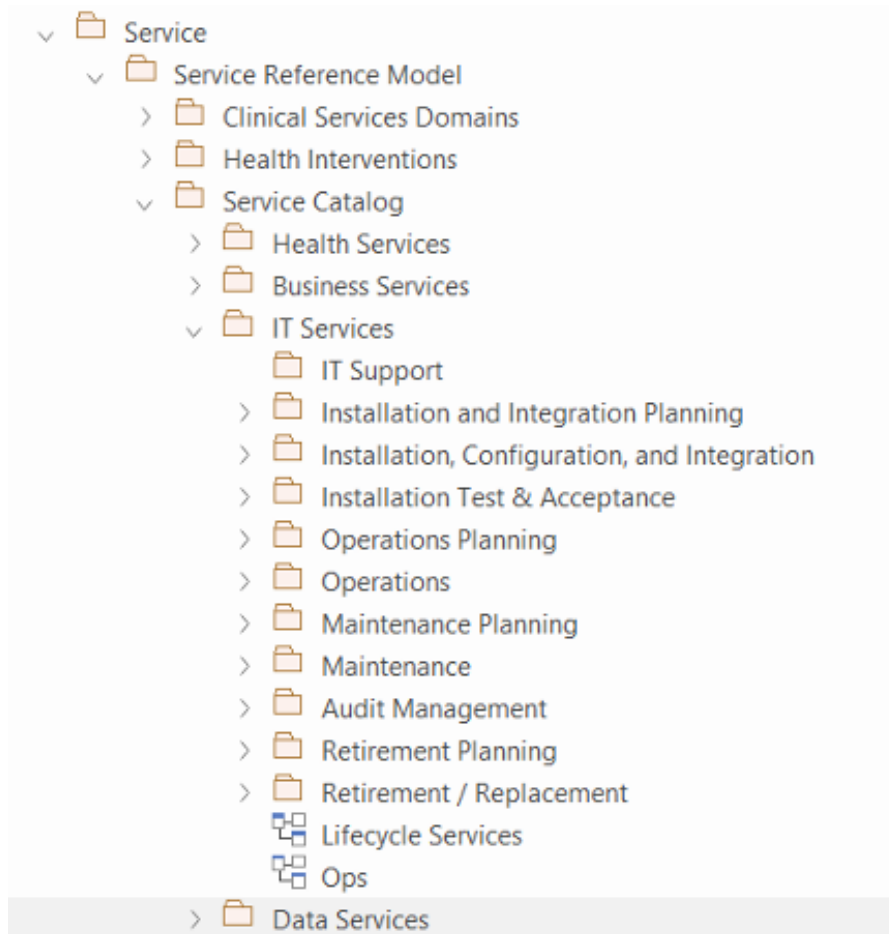 Service
Service Reference Model
Clinical Services Domains
Health Interventions
Service Catalog
Health Services
Business Services
IT Services
IT Support
Installation and Integration Planning
Installation, Configuration, and Integration
Installation Test & Acceptance
Operations Planning
Operations
Maintenance Planning
Maintenance
Audit Management
Retirement Planning
Retirement / Replacement
Lifecycle Services
Ops
Data Services